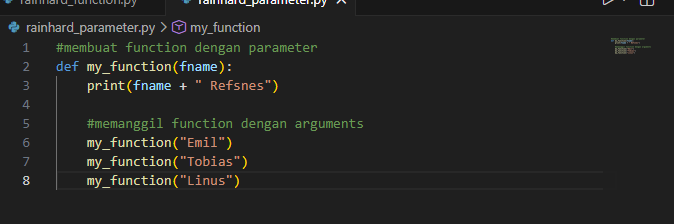 rainhard_function.py rainhard_parameter.py
rainhard_parameter.py > my_function
1 #membuat function dengan parameter
2 def my_function(fname):
3 print(fname + " Refsnes")
4
5 #memanggil function dengan arguments
6 my_function("Emil")
7 my_function("Tobias")
8 my_function("Linus")